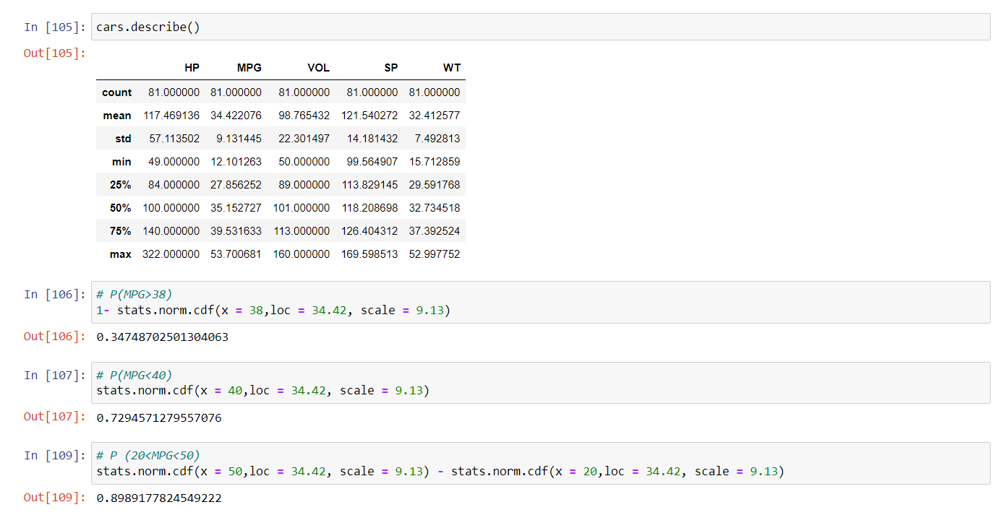 In [105]: cars.describe()
Out[105]:
HP MPG VOL SP WT
count 81.000000 81.000000 81.000000 81.000000 81.000000
mean 117.469136 34.422076 98.765432 121.540272 32.412577
std 57.113502 9.131445 22.301497 14.181432 7.492813
min 49.000000 12.101263 50.000000 99.564907 15.712859
25% 84.000000 27.856252 89.000000 113.829145 29.591768
50% 100.000000 35.152727 101.000000 118.208698 32.734518
75% 140.000000 39.531633 113.000000 126.404312 37.392524
max 322.000000 53.700681 160.000000 169.598513 52.997752
In [106]: # P(MPG>38)
1- stats.norm.cdf(x = 38,loc = 34.42, scale = 9.13)
Out[106]: 0.34748702501304063
In [107]: # P(MPG<40)
stats.norm.cdf(x = 40,loc = 34.42, scale = 9.13)
Out[107]: 0.7294571279557076
In [109]: # P (20<MPG<50)
stats.norm.cdf(x = 50,loc = 34.42, scale = 9.13) - stats.norm.cdf(x = 20,loc = 34.42, scale = 9.13)
Out[109]: 0.8989177824549222